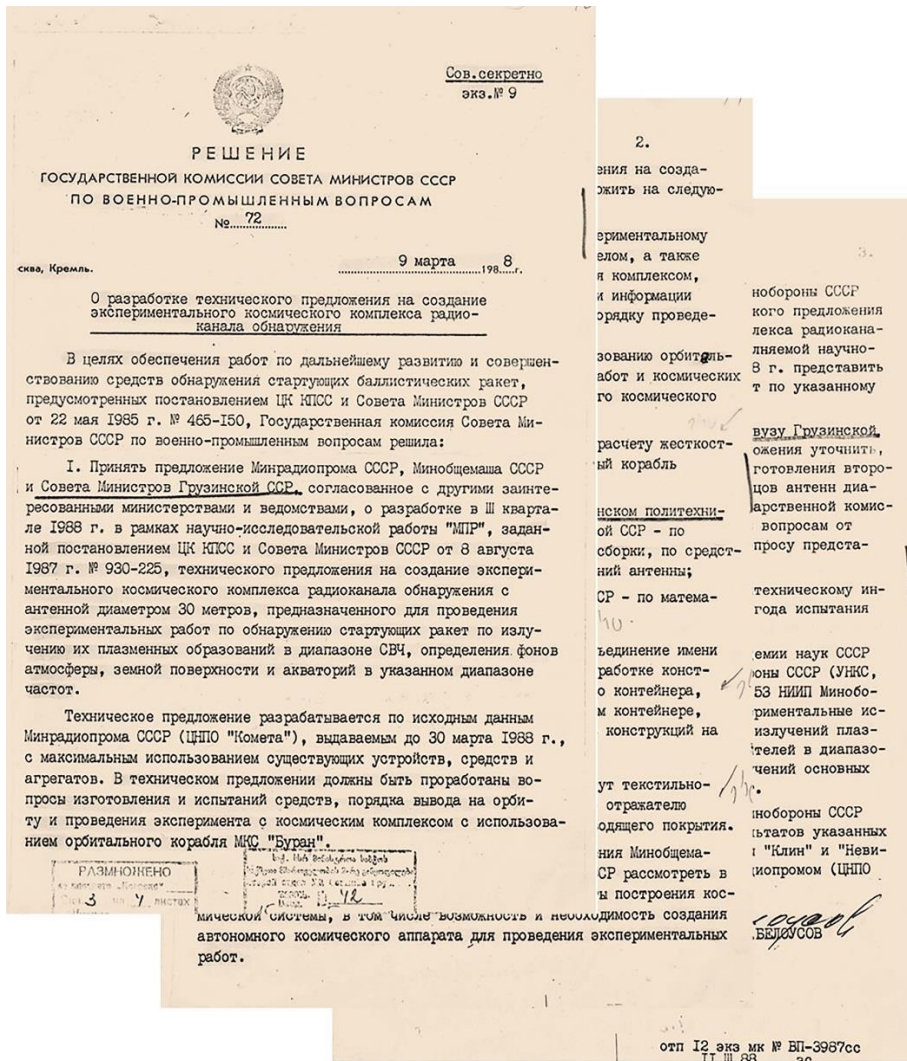 Сов.секретно
экз.№ 9
РЕШЕНИЕ
ГОСУДАРСТВЕННОЙ КОМИССИИ СОВЕТА МИНИСТРОВ СССР
ПО ВОЕННО-ПРОМЫШЛЕННЫМ ВОПРОСАМ
№ 72
сква, Кремль.
9 марта 1988 г.
О разработке технического предложения на создание
экспериментального космического комплекса радио-
канала обнаружения
В целях обеспечения работ по дальнейшему развитию и совершен-
ствованию средств обнаружения стартующих баллистических ракет,
предусмотренных постановлением ЦК КПСС и Совета Министров СССР
от 22 мая 1985 г. № 465-150, Государственная комиссия Совета Ми-
нистров СССР по военно-промышленным вопросам решила:
I. Принять предложение Минрадиопрома СССР, Минобщемаша СССР
и Совета Министров Грузинской ССР, согласованное с другими заинте-
ресованными министерствами и ведомствами, о разработке в III кварта-
ле 1988 г. в рамках научно-исследовательской работы "МПР", задан-
ной постановлением ЦК КПСС и Совета Министров СССР от 8 августа
1987 г. № 930-225, технического предложения на создание экспери-
ментального космического комплекса радиоканала обнаружения с
антенной диаметром 30 метров, предназначенного для проведения
экспериментальных работ по обнаружению стартующих ракет по излу-
чению их плазменных образований в диапазоне СВЧ, определения фонов
атмосферы, земной поверхности и акваторий в указанном диапазоне
частот.
Техническое предложение разрабатывается по исходным данным
Минрадиопрома СССР (ЦНПО "Комета"), выдаваемым до 30 марта 1988 г.,
с максимальным использованием существующих устройств, средств и
агрегатов. В техническом предложении должны быть проработаны во-
просы изготовления и испытаний средств, порядка вывода на орби-
ту и проведения эксперимента с космическим комплексом с использова-
нием орбитального корабля МКС "Буран".
РАЗМНОЖЕНО
3 на 4 листах
12
2.
ения на созда-
ожить на следую-
ериментальному
елом, а также
я комплексом,
и информации
орядку проведе-
зованию орбиталь-
абот и космических
го космического
расчету жесткост-
ый корабль
нском политехни-
ой ССР - по
сборки, по средст-
ний антенны;
СР - по матема-
ъединение имени
работке конст-
о контейнера,
м контейнере,
конструкций на
ут текстильно-
отражателю
одящего покрытия.
ния Минобщема-
СР рассмотреть в
ы построения кос-
мической системы, в том числе возможность и необходимость создания
автономного космического аппарата для проведения экспериментальных
работ.
3.
нобороны СССР
кого предложения
лекса радиокана-
лняемой научно-
8 г. представить
т по указанному
вузу Грузинской
ожения уточнить,
готовления второ-
цов антенн диа-
арственной комис-
вопросам от
просу предста-
техническому ин-
года испытания
емии наук СССР
оны СССР (УНКС,
53 НИИП Минобо-
риментальные ис-
излучений плаз-
телей в диапазо-
учений основных
нобороны СССР
льтатов указанных
"Клин" и "Неви-
диопромом (ЦНПО
.БЕЛОУСОВ
отп 12 экз мк № ВП-3987сс
II III 88